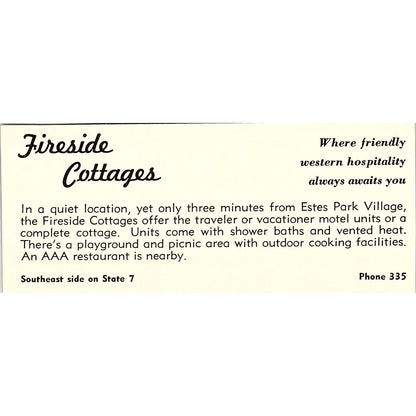 Fireside
Cottages
Where friendly
western hospitality
always awaits you
In a quiet location, yet only three minutes from Estes Park Village,
the Fireside Cottages offer the traveler or vacationer motel units or a
complete cottage. Units come with shower baths and vented heat.
There's a playground and picnic area with outdoor cooking facilities.
An AAA restaurant is nearby.
Southeast side on State 7
Phone 335